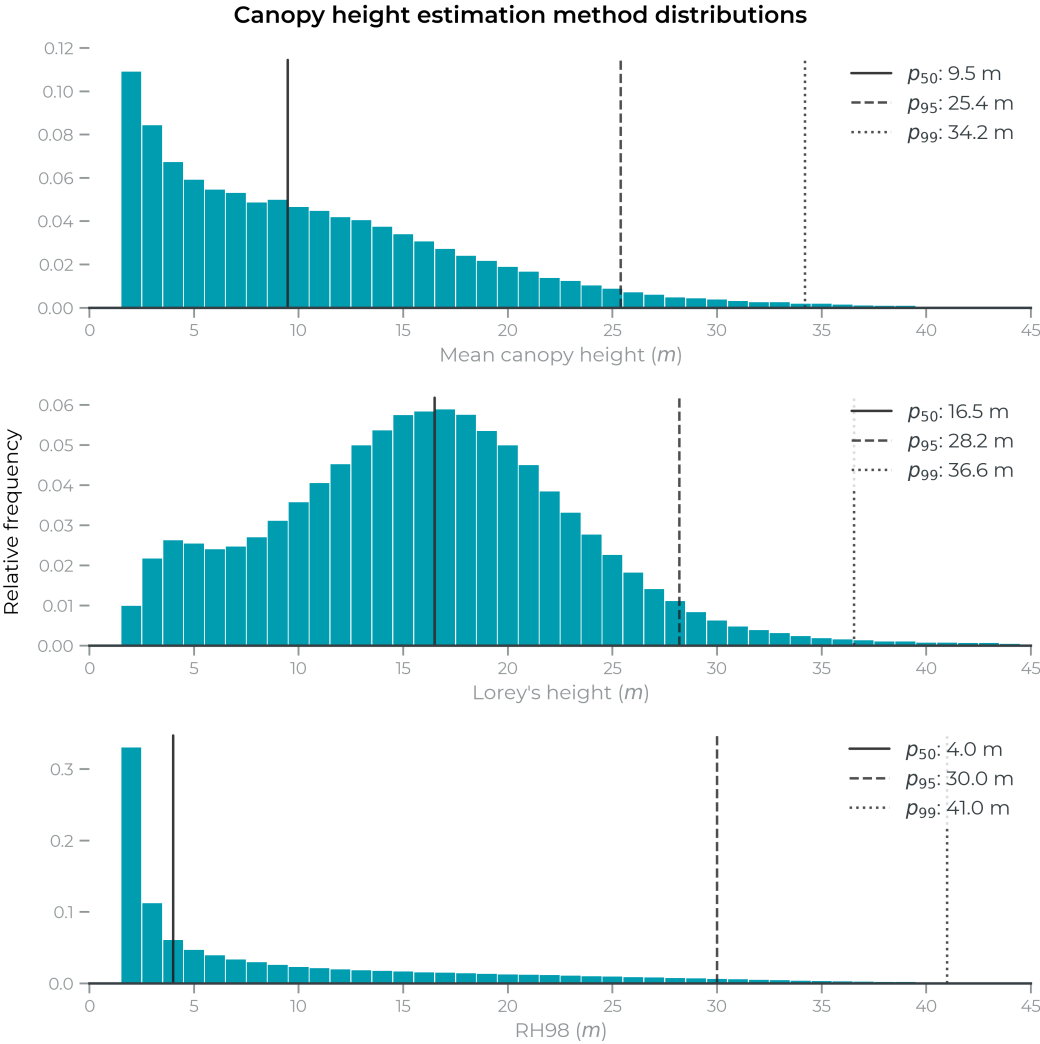 Canopy height estimation method distributions
0.12
0.10
0.08
0.06
0.04
0.02
0.00
p50: 9.5 m
p95: 25.4 m
p99: 34.2 m
0 5 10 15 20 25 30 35 40 45
Mean canopy height (m)
Relative frequency
0.06
0.05
0.04
0.03
0.02
0.01
0.00
p50: 16.5 m
p95: 28.2 m
p99: 36.6 m
0 5 10 15 20 25 30 35 40 45
Lorey's height (m)
0.3
0.2
0.1
0.0
p50: 4.0 m
p95: 30.0 m
p99: 41.0 m
0 5 10 15 20 25 30 35 40 45
RH98 (m)